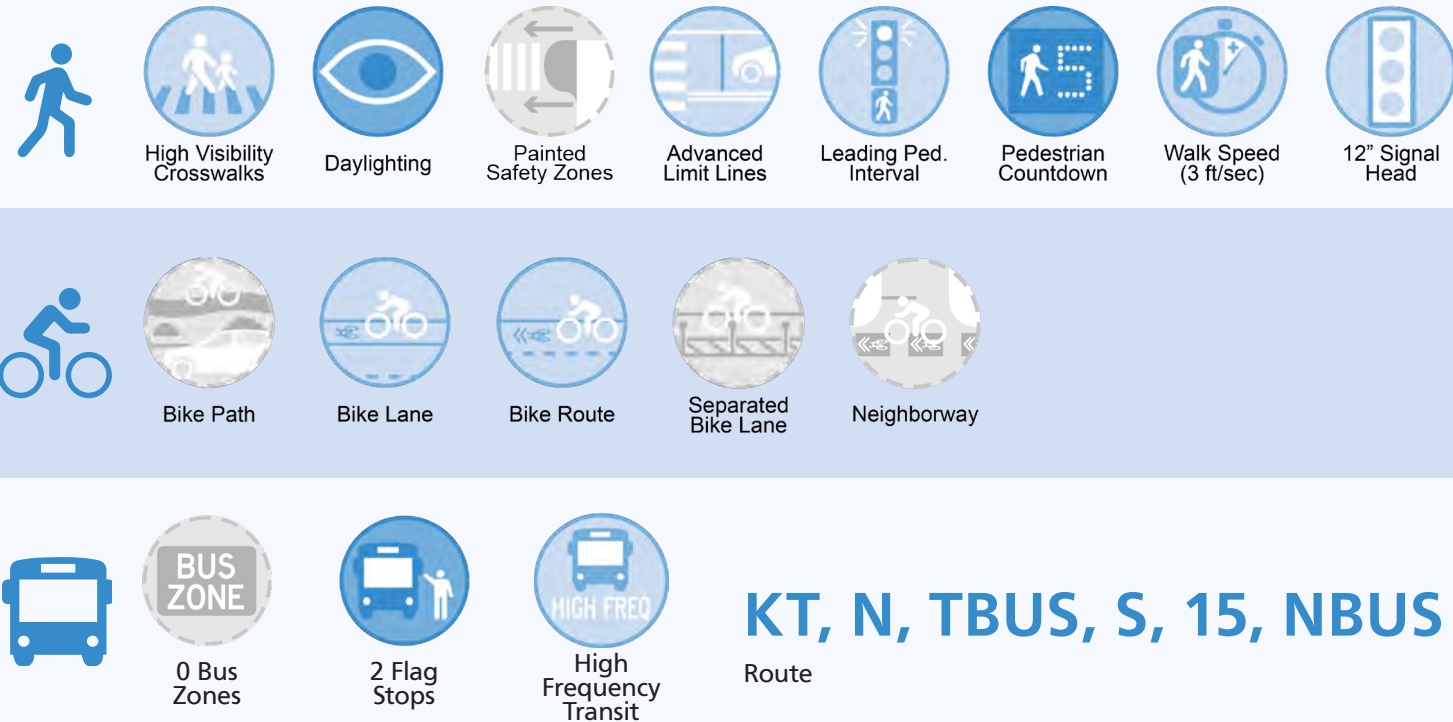 High Visibility
Crosswalks
Daylighting
Painted
Safety Zones
Advanced
Limit Lines
Leading Ped.
Interval
5
Pedestrian
Countdown
Walk Speed
(3 ft/sec)
12” Signal
Head
Bike Path
Bike Lane
Bike Route
Separated
Bike Lane
Neighborway
BUS
ZONE
0 Bus
Zones
2 Flag
Stops
HIGH FREQ
High
Frequency
Transit
KT, N, TBUS, S, 15, NBUS
Route